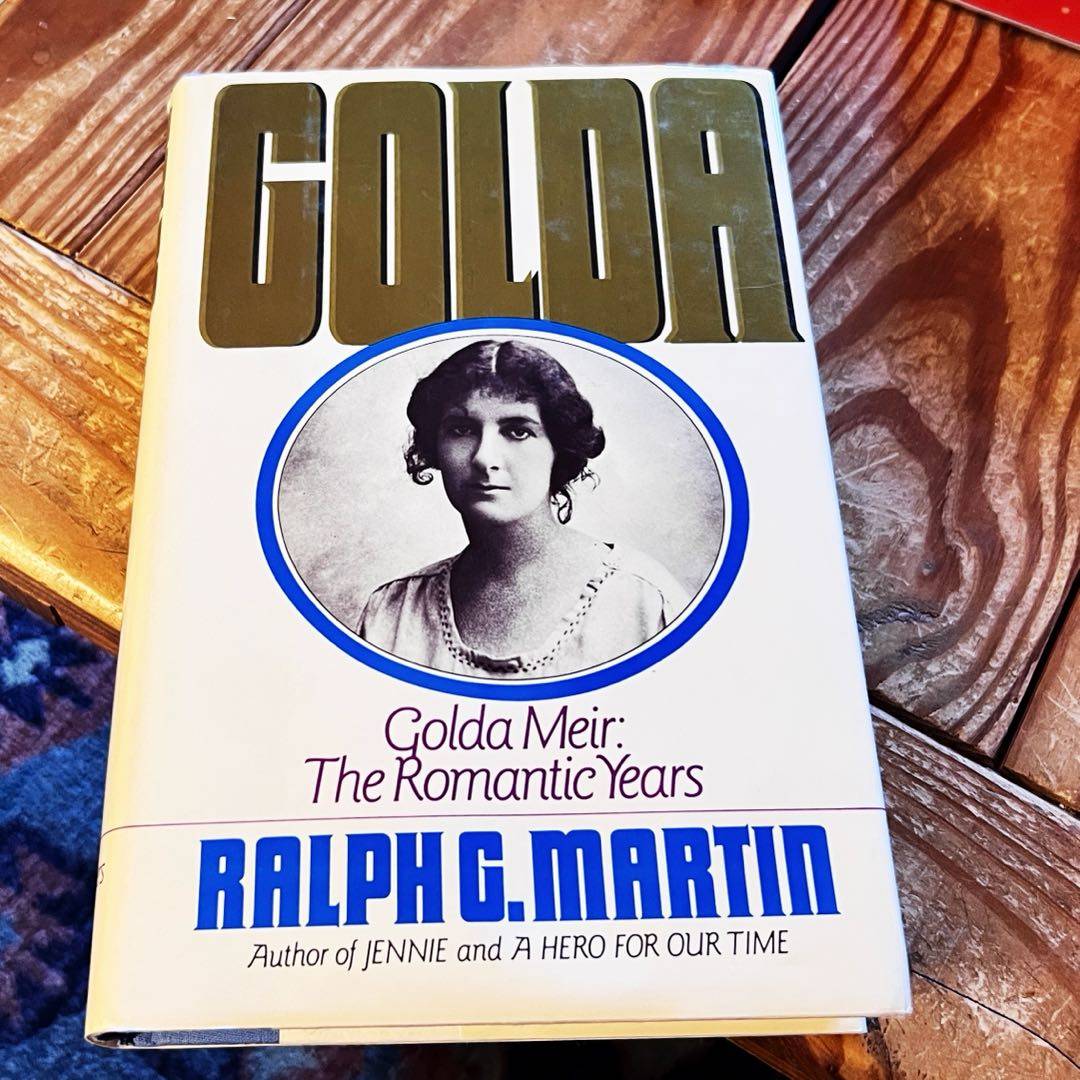 GOLDA
Golda Meir:
The Romantic Years
RALPH G. MARTIN
Author of JENNIE and A HERO FOR OUR TIME